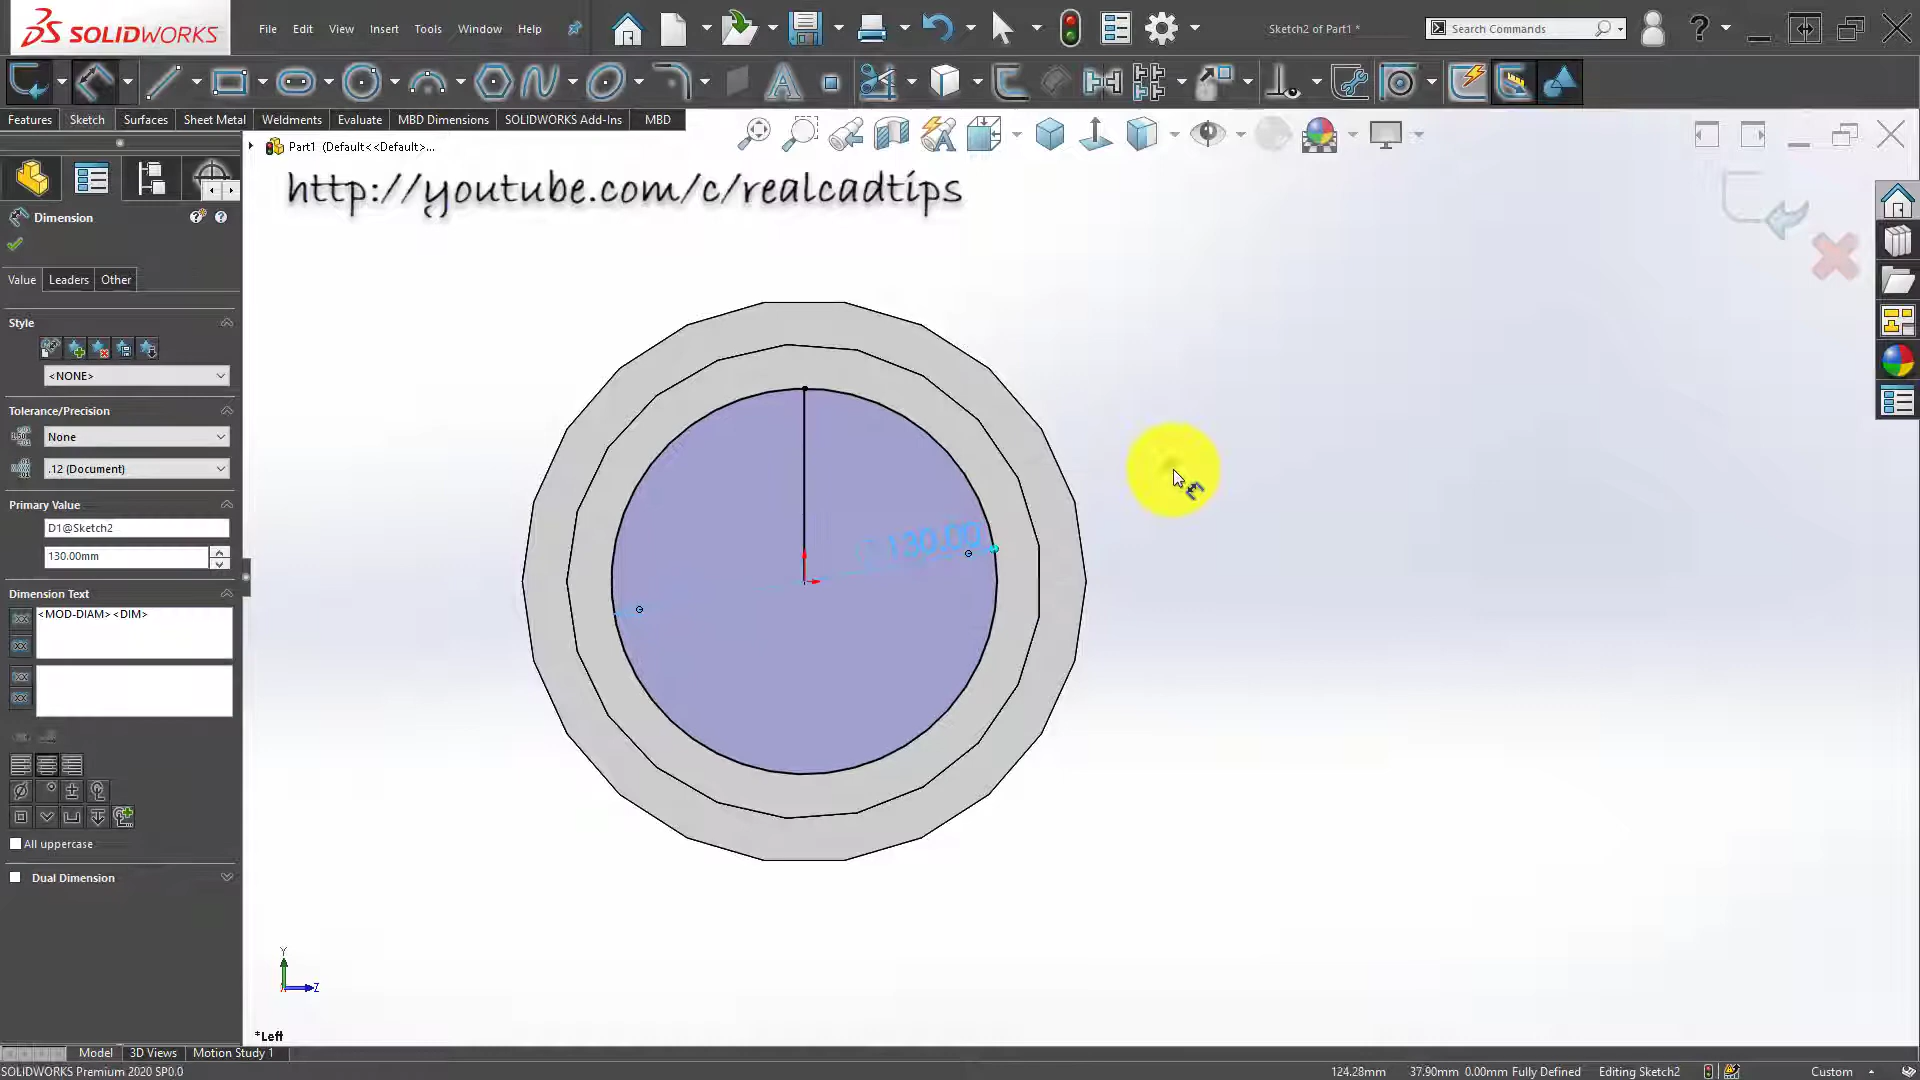 SOLIDWORKS File Edit View Insert Tools Window Help Sketch2 of Part1 * Search Commands ?
Features Sketch Surfaces Sheet Metal Weldments Evaluate MBD Dimensions SOLIDWORKS Add-Ins MBD
Part1 (Default<<Default>...
http://youtube.com/c/realcadtips
Dimension
Value Leaders Other
Style
<NONE>
Tolerance/Precision
None
.12 (Document)
Primary Value
D1@Sketch2
130.00mm
Dimension Text
<MOD-DIAM><DIM>
All uppercase
Dual Dimension
∅130.00
Y
Z
*Left
Model 3D Views Motion Study 1
SOLIDWORKS Premium 2020 SP0.0 124.28mm 37.90mm 0.00mm Fully Defined Editing Sketch2 Custom